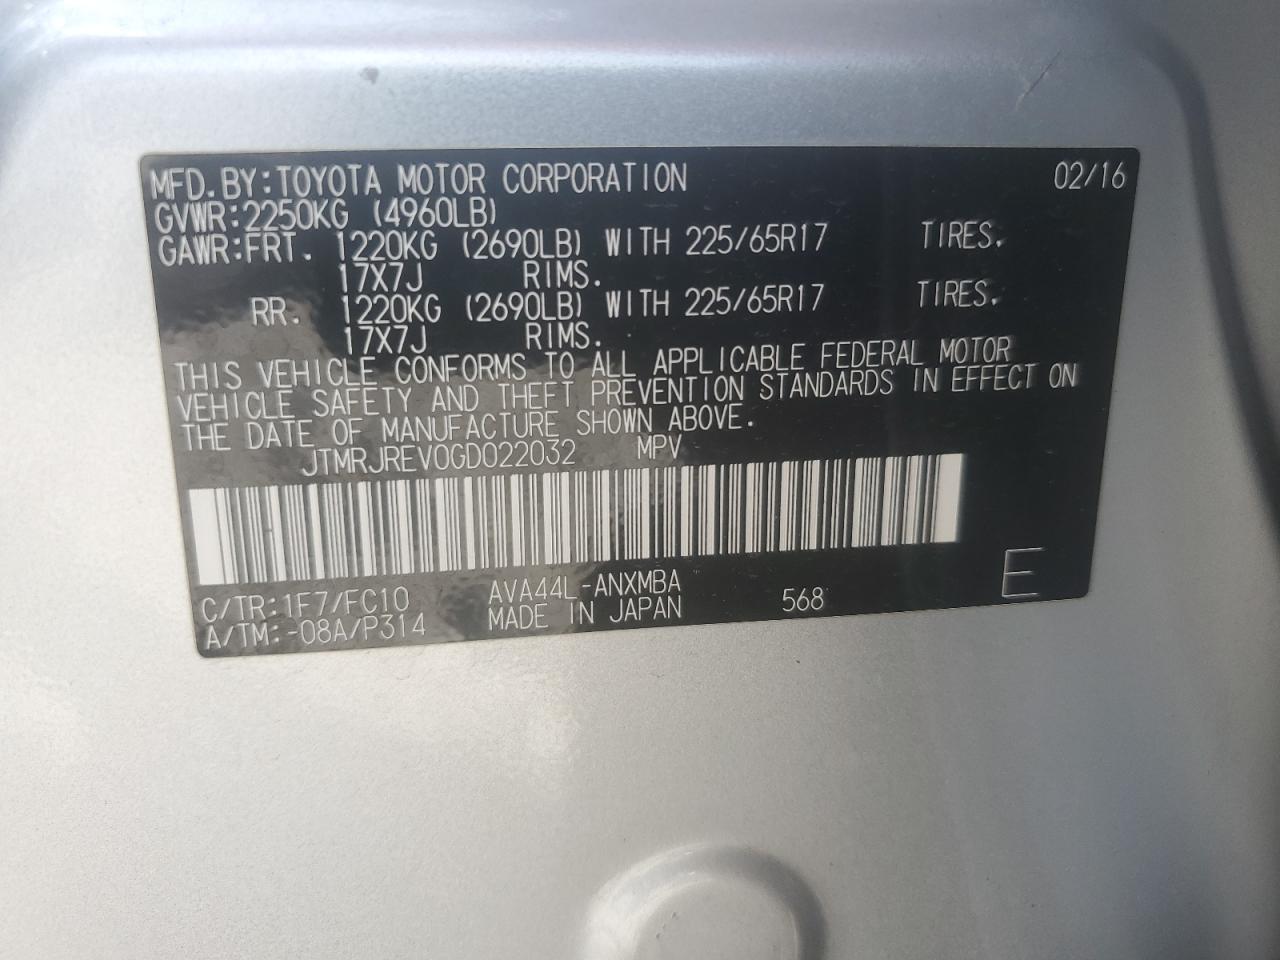 MFD.BY:TOYOTA MOTOR CORPORATION 02/16
GVWR:2250KG (4960LB)
GAWR:FRT. 1220KG (2690LB) WITH 225/65R17 TIRES.
17X7J RIMS.
RR. 1220KG (2690LB) WITH 225/65R17 TIRES.
17X7J RIMS.
THIS VEHICLE CONFORMS TO ALL APPLICABLE FEDERAL MOTOR
VEHICLE SAFETY AND THEFT PREVENTION STANDARDS IN EFFECT ON
THE DATE OF MANUFACTURE SHOWN ABOVE.
JTMRJREV0GD022032 MPV
C/TR:1F7/FC10 AVA44L-ANXMBA 568 E
A/TM:-08A/P314 MADE IN JAPAN